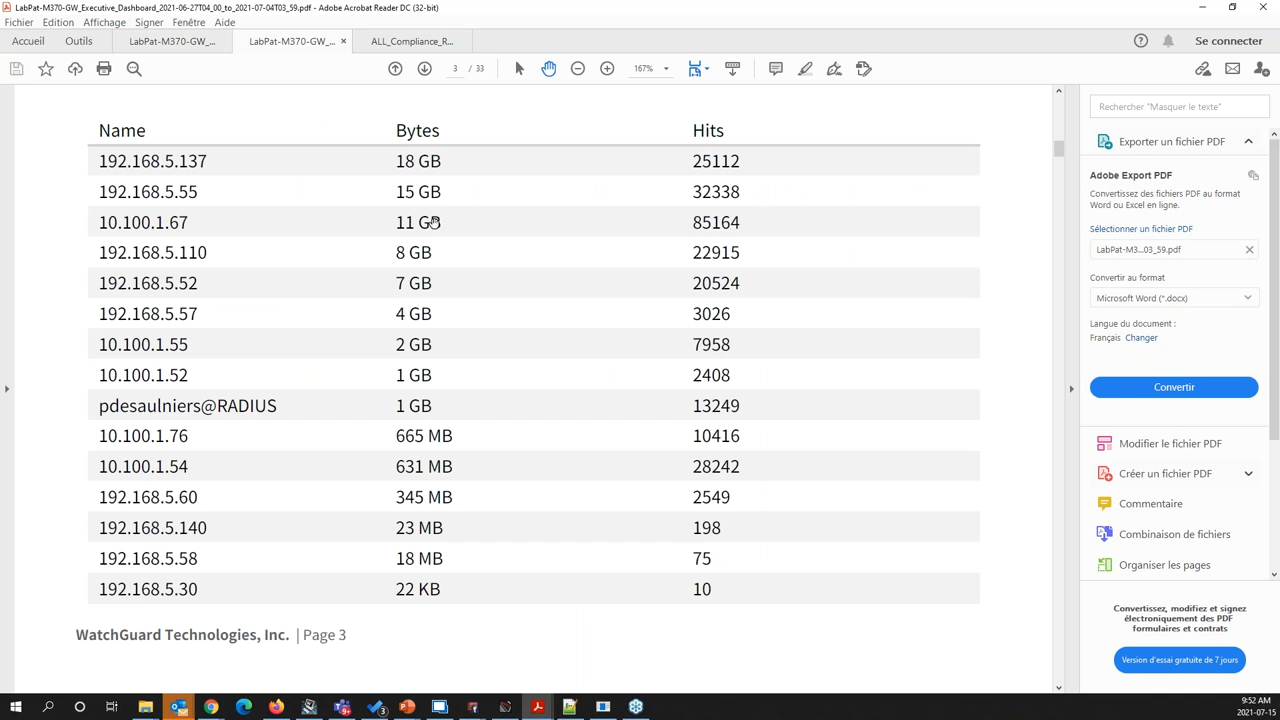 LabPat-M370-GW_Executive_Dashboard_2021-06-27T04_00_to_2021-07-04T03_59.pdf - Adobe Acrobat Reader DC (32-bit)
Fichier Edition Affichage Signer Fenêtre Aide
Accueil Outils LabPat-M370-GW_... LabPat-M370-GW_... × ALL_Compliance_R... Se connecter
3 / 33 167%
Name Bytes Hits
192.168.5.137 18 GB 25112
192.168.5.55 15 GB 32338
10.100.1.67 11 GB 85164
192.168.5.110 8 GB 22915
192.168.5.52 7 GB 20524
192.168.5.57 4 GB 3026
10.100.1.55 2 GB 7958
10.100.1.52 1 GB 2408
pdesaulniers@RADIUS 1 GB 13249
10.100.1.76 665 MB 10416
10.100.1.54 631 MB 28242
192.168.5.60 345 MB 2549
192.168.5.140 23 MB 198
192.168.5.58 18 MB 75
192.168.5.30 22 KB 10
WatchGuard Technologies, Inc. | Page 3
Rechercher "Masquer le texte"
Exporter un fichier PDF
Adobe Export PDF
Convertissez des fichiers PDF au format
Word ou Excel en ligne.
Sélectionner un fichier PDF
LabPat-M3...03_59.pdf
Convertir au format
Microsoft Word (*.docx)
Langue du document :
Français Changer
Convertir
Modifier le fichier PDF
Créer un fichier PDF
Commentaire
Combinaison de fichiers
Organiser les pages
Convertissez, modifiez et signez
électroniquement des PDF
formulaires et contrats
Version d'essai gratuite de 7 jours
9:52 AM
2021-07-15